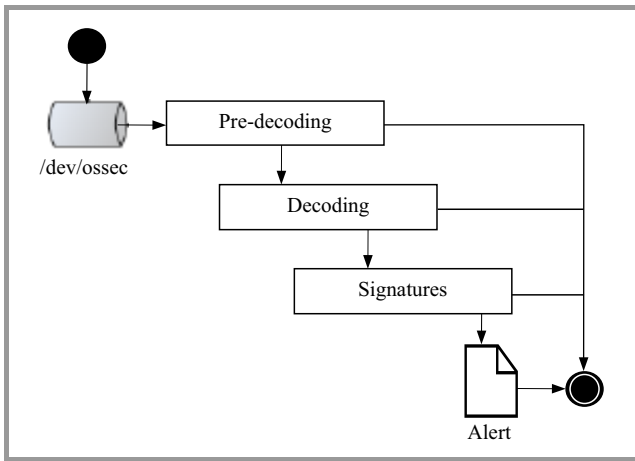 /dev/ossec
Pre-decoding
Decoding
Signatures
Alert